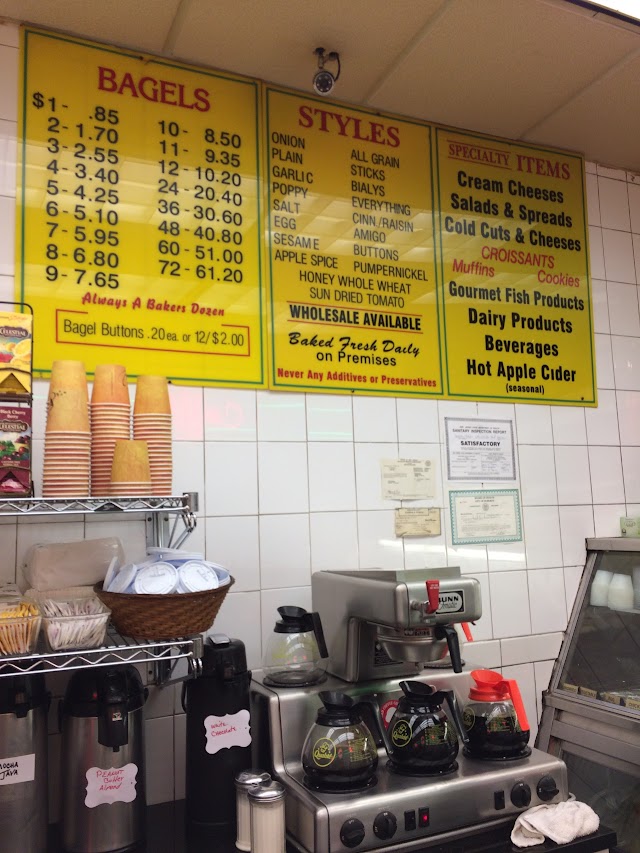 BAGELS
$1- .85
2- 1.70
3- 2.55
4- 3.40
5- 4.25
6- 5.10
7- 5.95
8- 6.80
9- 7.65
10- 8.50
11- 9.35
12- 10.20
24- 20.40
36- 30.60
48- 40.80
60- 51.00
72- 61.20
Always A Bakers Dozen
Bagel Buttons .20 ea. or 12/$2.00
STYLES
ONION
PLAIN
GARLIC
POPPY
SALT
EGG
SESAME
APPLE SPICE
ALL GRAIN
STICKS
BIALYS
EVERYTHING
CINN/RAISIN
AMIGO
BUTTONS
PUMPERNICKEL
HONEY WHOLE WHEAT
SUN DRIED TOMATO
WHOLESALE AVAILABLE
Baked Fresh Daily
on Premises
Never Any Additives or Preservatives
SPECIALTY ITEMS
Cream Cheeses
Salads & Spreads
Cold Cuts & Cheeses
CROISSANTS
Muffins Cookies
Gourmet Fish Products
Dairy Products
Beverages
Hot Apple Cider
(seasonal)
SATISFACTORY
BUNN
White
Chocolate
PEANUT
Butter
Almond
MOCHA
JAVA